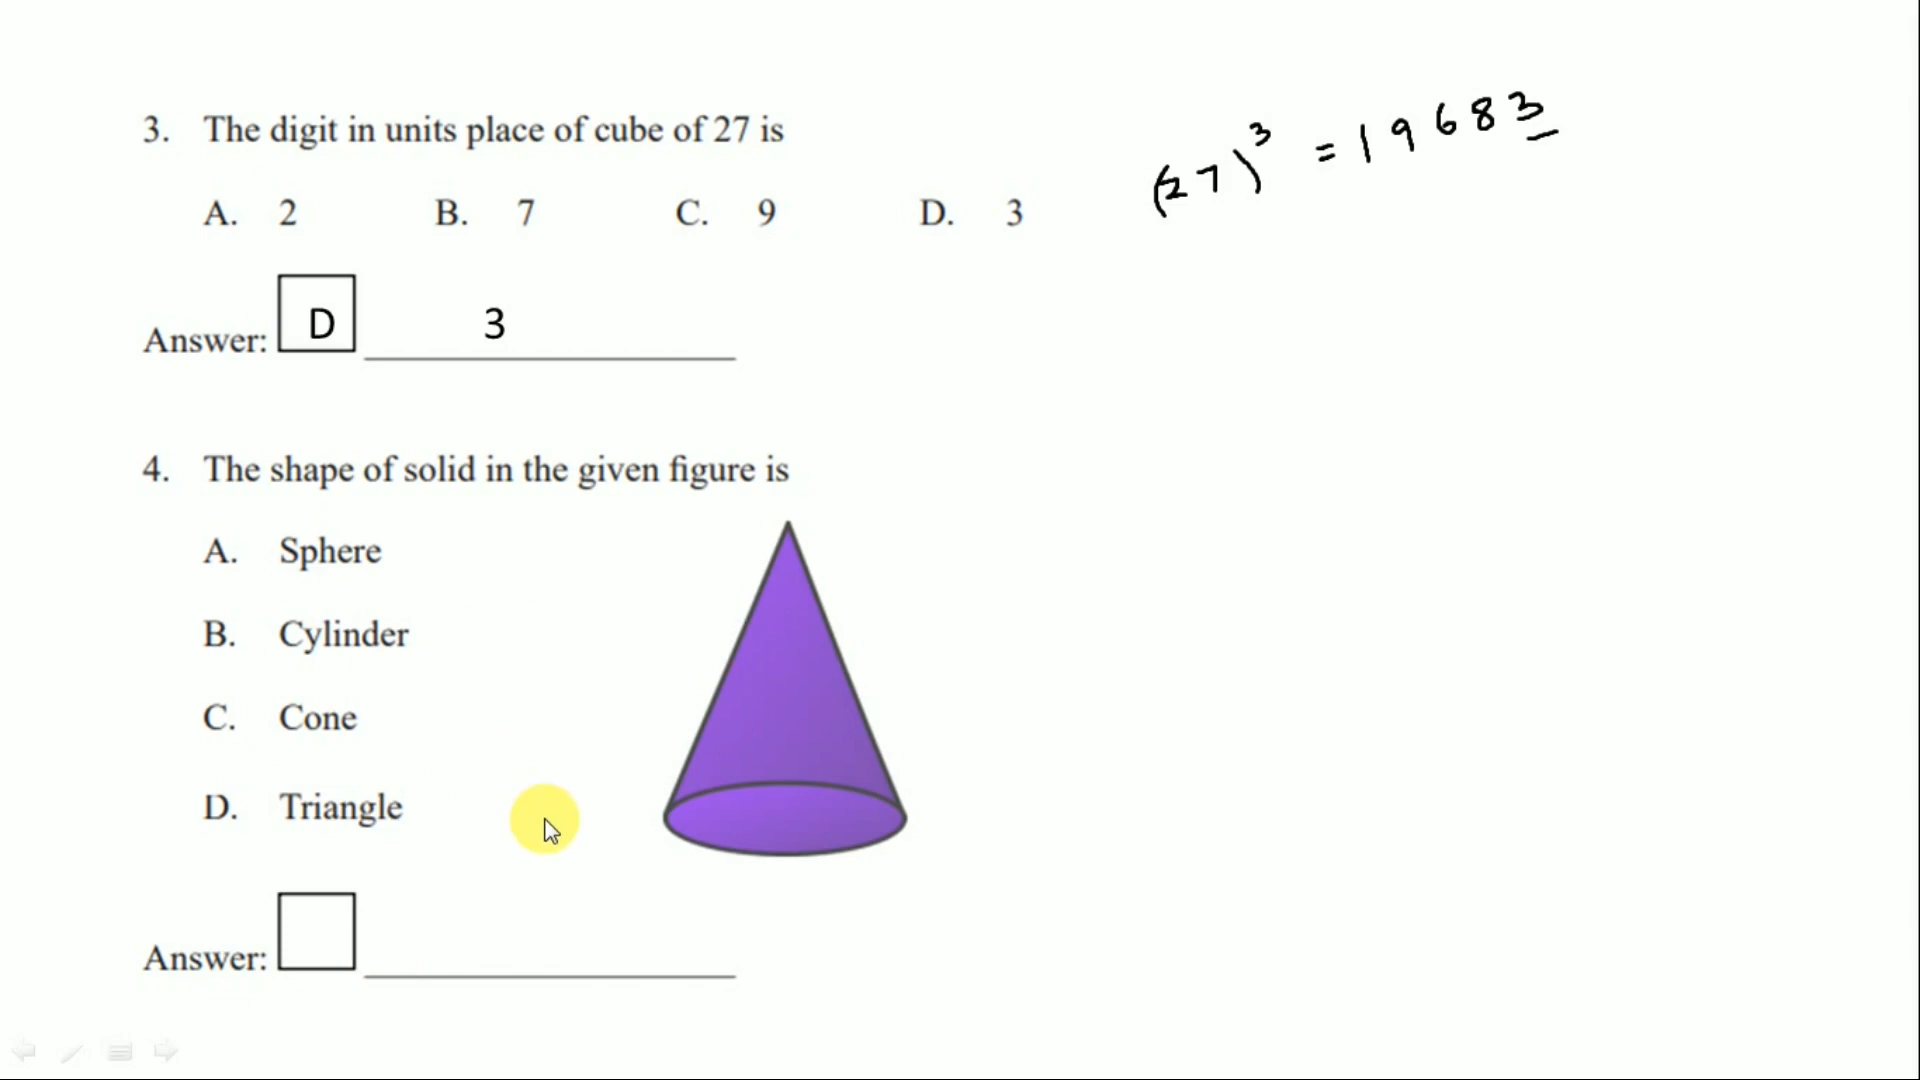 3. The digit in units place of cube of 27 is
(27)³ = 19683
A. 2 B. 7 C. 9 D. 3
Answer: D 3
4. The shape of solid in the given figure is
A. Sphere
B. Cylinder
C. Cone
D. Triangle
Answer: